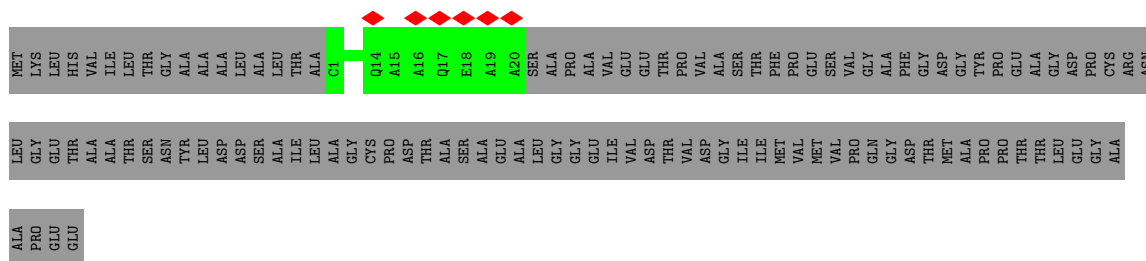 MET LYS LEU HIS VAL ILE LEU THR GLY ALA ALA ALA LEU ALA LEU THR ALA C1 Q14 A15 A16 Q17 E18 A19 A20 SER ALA PRO ALA VAL GLU GLU THR PRO VAL ALA SER THR PHE PRO GLU SER VAL GLY ALA PHE GLY ASP GLY TYR PRO GLU ALA GLY ASP PRO CYS ARG ASN
LEU GLY GLU THR ALA ALA THR SER ASN TYR LEU ASP ASP SER ALA ILE LEU ALA GLY CYS PRO ASP THR ALA SER ALA GLU ALA LEU GLY GLY GLU ILE VAL ASP THR VAL ASP GLY ILE ILE MET VAL MET VAL PRO GLN GLY ASP THR MET ALA PRO PRO THR THR LEU GLU GLY ALA
ALA PRO GLU GLU